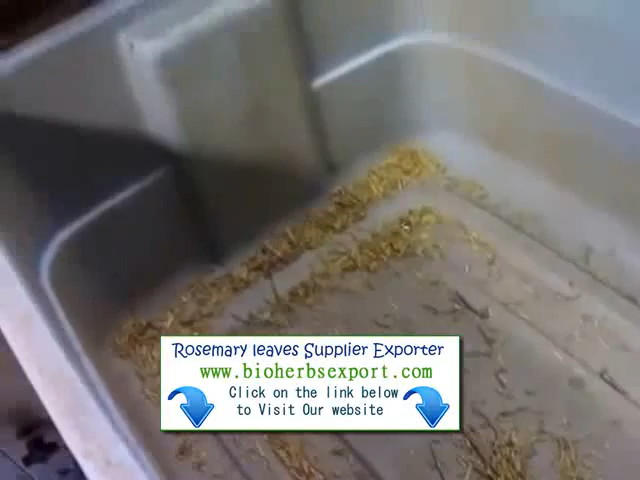 Rosemary leaves Supplier Exporter
www.bioherbsexport.com
Click on the link below
to Visit Our website